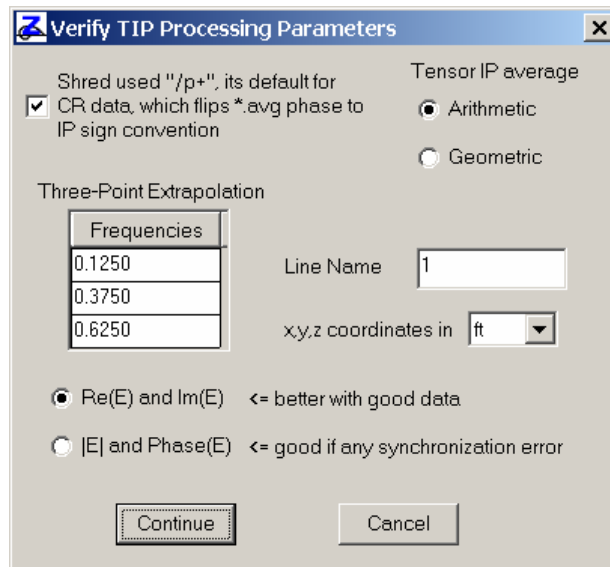 Verify TIP Processing Parameters
Shred used "/p+", its default for
CR data, which flips *.avg phase to
IP sign convention
Tensor IP average
Arithmetic
Geometric
Three-Point Extrapolation
Frequencies
0.1250
0.3750
0.6250
Line Name 1
x,y,z coordinates in ft
Re(E) and Im(E) <= better with good data
|E| and Phase(E) <= good if any synchronization error
Continue Cancel